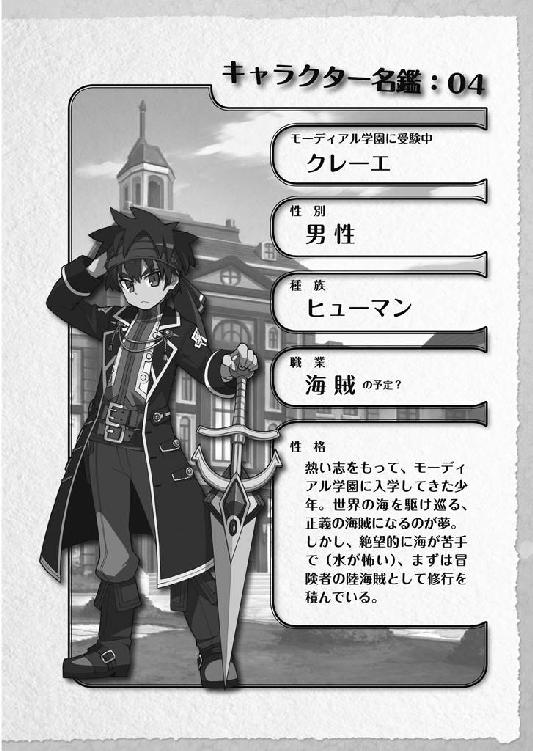 キャラクター名鑑：04
モーディアル学園に受験中
クレーエ
性 別
男性
種 族
ヒューマン
職 業
海賊の予定？
性 格
熱い志をもって、モーディ
アル学園に入学してきた少
年。世界の海を駆け巡る、
正義の海賊になるのが夢。
しかし、絶望的に海が苦手
で（水が怖い）、まずは冒
険者の陸海賊として修行を
積んでいる。